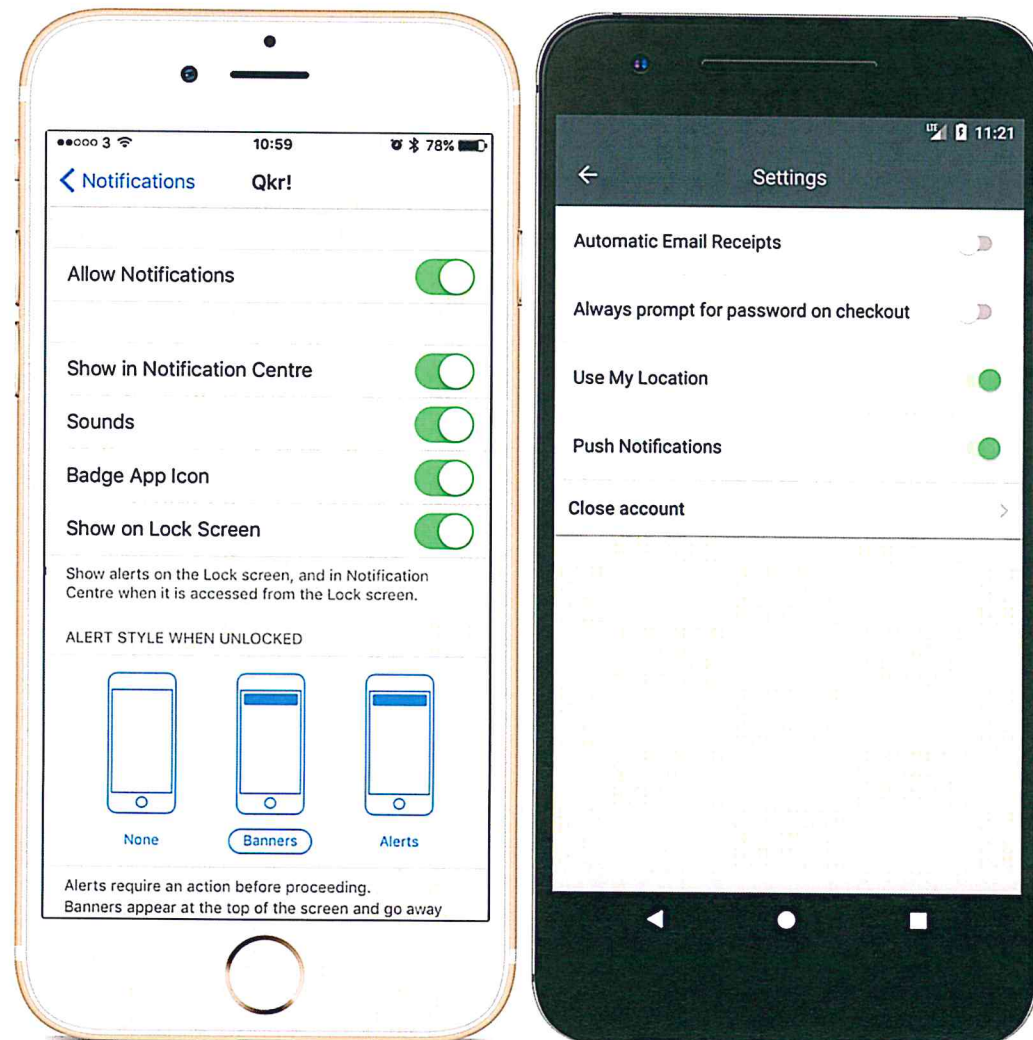 3
10:59
78%
Notifications
Qkr!
Allow Notifications
Show in Notification Centre
Sounds
Badge App Icon
Show on Lock Screen
Show alerts on the Lock screen, and in Notification
Centre when it is accessed from the Lock screen.
ALERT STYLE WHEN UNLOCKED
None
Banners
Alerts
Alerts require an action before proceeding.
Banners appear at the top of the screen and go away
LTE 11:21
Settings
Automatic Email Receipts
Always prompt for password on checkout
Use My Location
Push Notifications
Close account